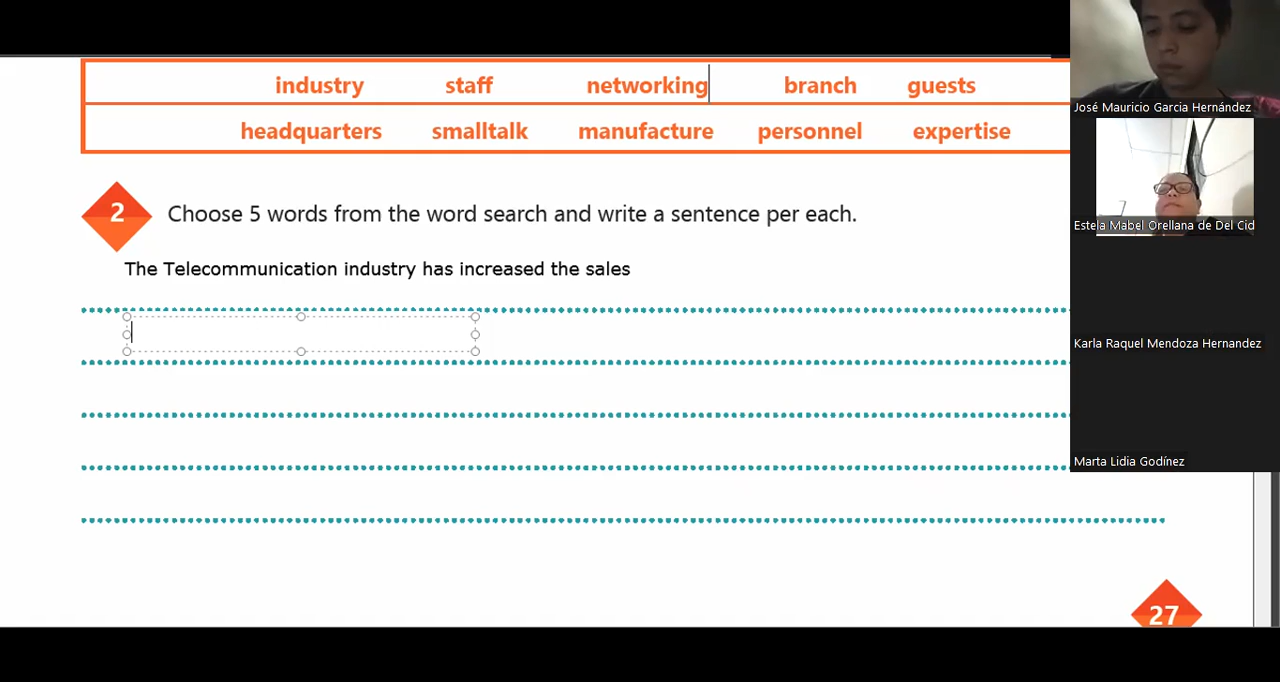 industry staff networking branch guests
headquarters smalltalk manufacture personnel expertise
2 Choose 5 words from the word search and write a sentence per each.
The Telecommunication industry has increased the sales
27
José Mauricio Garcia Hernández
Estela Mabel Orellana de Del Cid
Karla Raquel Mendoza Hernandez
Marta Lidia Godínez